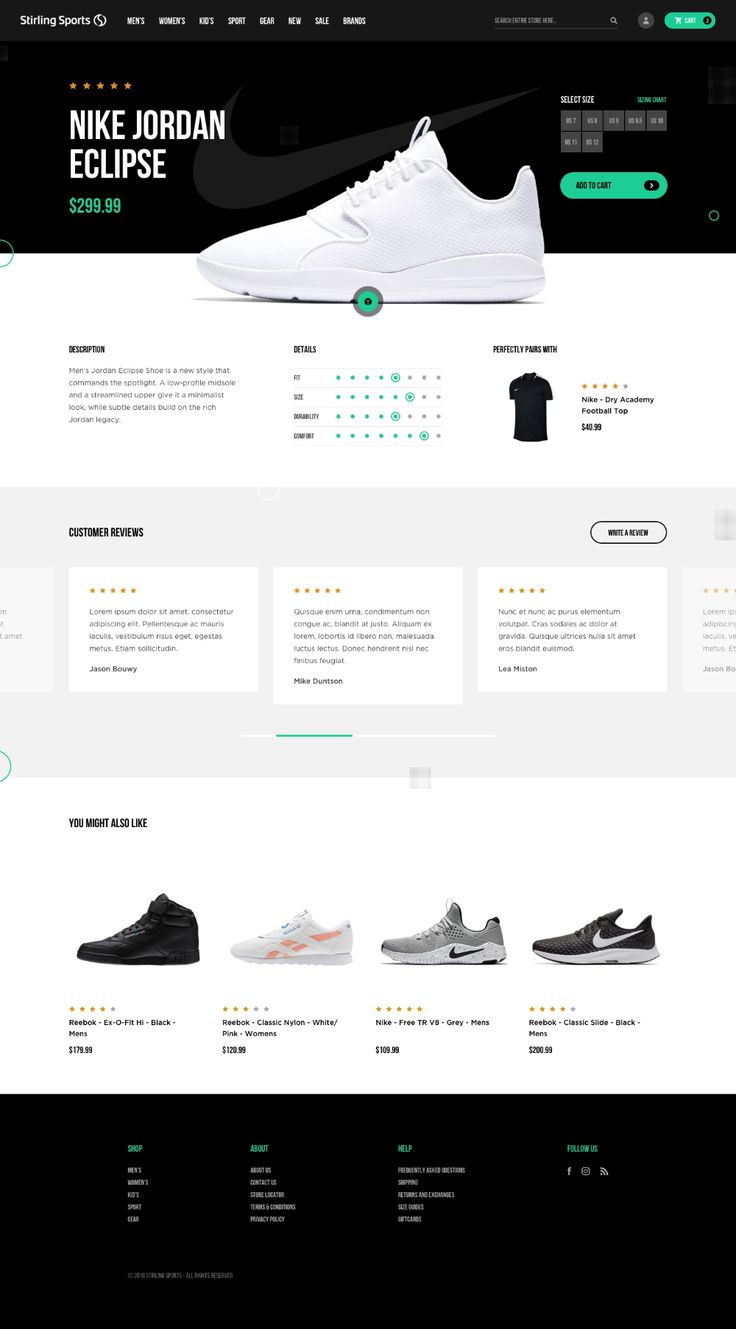 Stirling Sports
MEN'S WOMEN'S KID'S SPORT GEAR NEW SALE BRANDS
SEARCH ENTIRE STORE HERE...
CART 2
NIKE JORDAN
ECLIPSE
$299.99
SELECT SIZE
SIZING CHART
US 7 US 8 US 9 US 9.5 US 10
US 11 US 12
ADD TO CART
DESCRIPTION
Men's Jordan Eclipse Shoe is a new style that
commands the spotlight. A low-profile midsole
and a streamlined upper give it a minimalist
look, while subtle details build on the rich
Jordan legacy.
DETAILS
FIT
SIZE
DURABILITY
COMFORT
PERFECTLY PAIRS WITH
Nike - Dry Academy
Football Top
$40.99
CUSTOMER REVIEWS
WRITE A REVIEW
m
t amet
Lorem ipsum dolor sit amet, consectetur
adipiscing elit. Pellentesque ac mauris
iaculis, vestibulum risus eget, egestas
metus. Etiam sollicitudin.
Jason Bouwy
Quisque enim urna, condimentum non
congue ac, blandit at justo. Aliquam ex
lorem, lobortis id libero non, malesuada
luctus lectus. Donec hendrerit nisl nec
finibus feugiat.
Mike Duntson
Nunc et nunc ac purus elementum
volutpat. Cras sodales ac dolor at
gravida. Quisque ultrices nulla sit amet
eros blandit euismod.
Lea Miston
Lorem ips
adipiscing
iaculis, ve
metus. Et
Jason Bo
YOU MIGHT ALSO LIKE
Reebok - Ex-O-Fit Hi - Black -
Mens
$179.99
Reebok - Classic Nylon - White/
Pink - Womens
$120.99
Nike - Free TR V8 - Grey - Mens
$109.99
Reebok - Classic Slide - Black -
Mens
$200.99
SHOP
MEN'S
WOMEN'S
KID'S
SPORT
GEAR
ABOUT
ABOUT US
CONTACT US
STORE LOCATOR
TERMS & CONDITIONS
PRIVACY POLICY
HELP
FREQUENTLY ASKED QUESTIONS
SHIPPING
RETURNS AND EXCHANGES
SIZE GUIDES
GIFTCARDS
FOLLOW US
© 2018 STIRLING SPORTS - ALL RIGHTS RESERVED